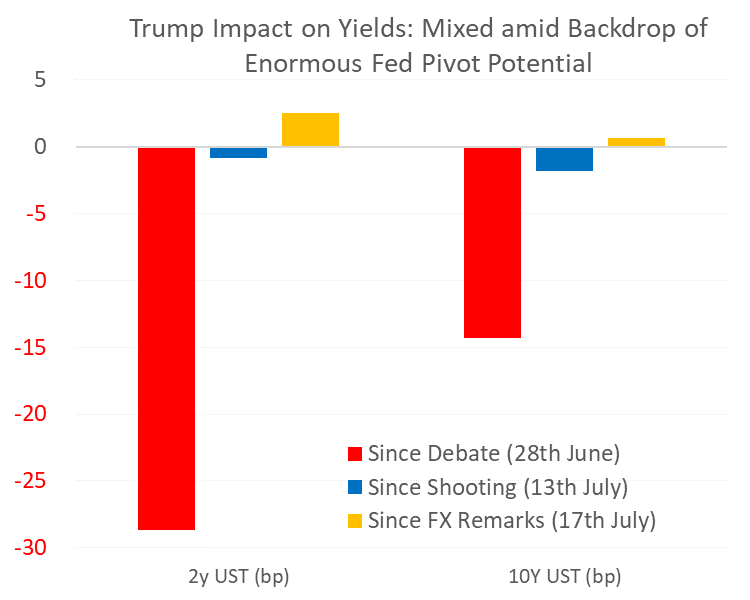 Trump Impact on Yields: Mixed amid Backdrop of
Enormous Fed Pivot Potential
5
0
-5
-10
-15
-20
-25
-30
Since Debate (28th June)
Since Shooting (13th July)
Since FX Remarks (17th July)
2y UST (bp)
10Y UST (bp)